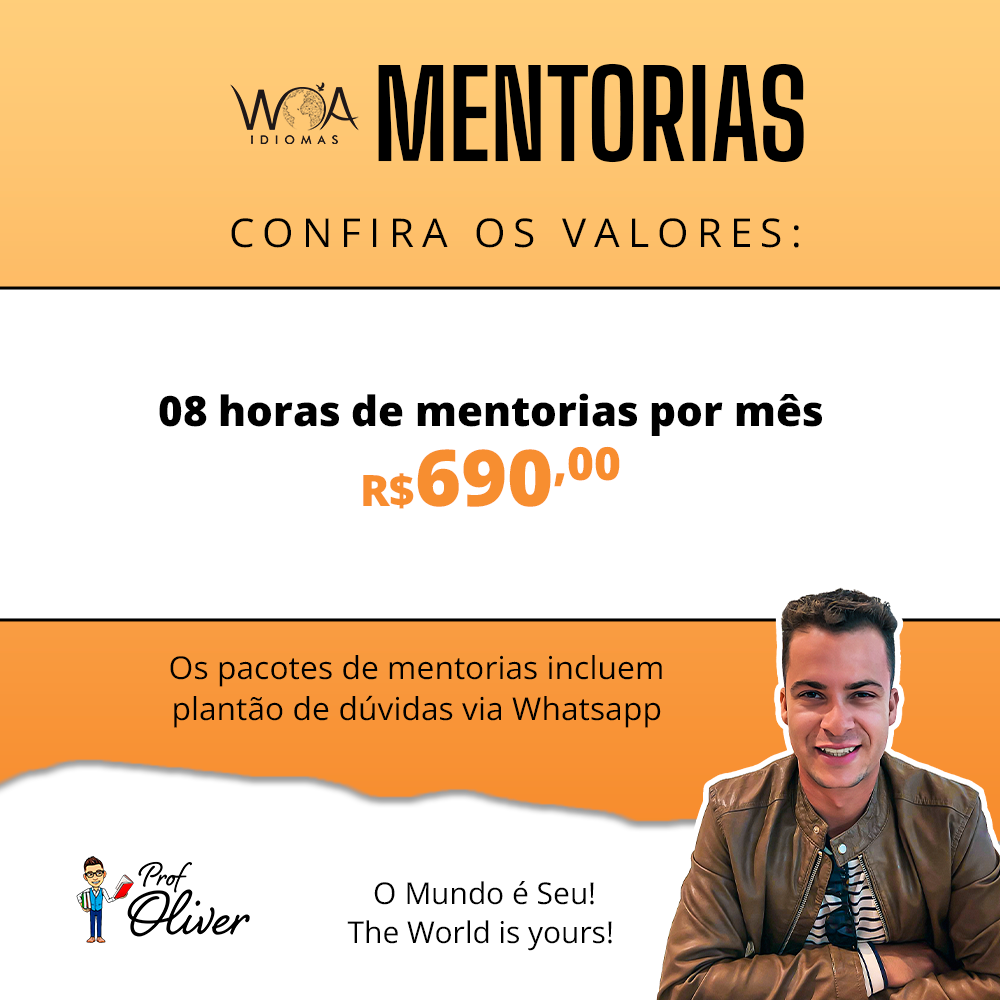 WOA
IDIOMAS
MENTORIAS
CONFIRA OS VALORES:
08 horas de mentorias por mês
R$690,00
Os pacotes de mentorias incluem
plantão de dúvidas via Whatsapp
Prof
Oliver
O Mundo é Seu!
The World is yours!